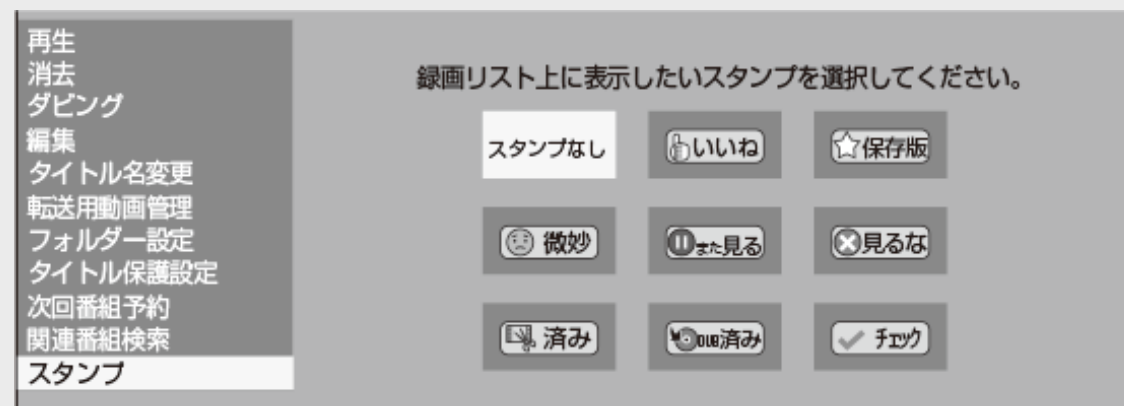 再生
消去
ダビング
編集
タイトル名変更
転送用動画管理
フォルダー設定
タイトル保護設定
次回番組予約
関連番組検索
スタンプ
録画リスト上に表示したいスタンプを選択してください。
スタンプなし
いいね
保存版
微妙
また見る
見るな
済み
DUB済み
チェック